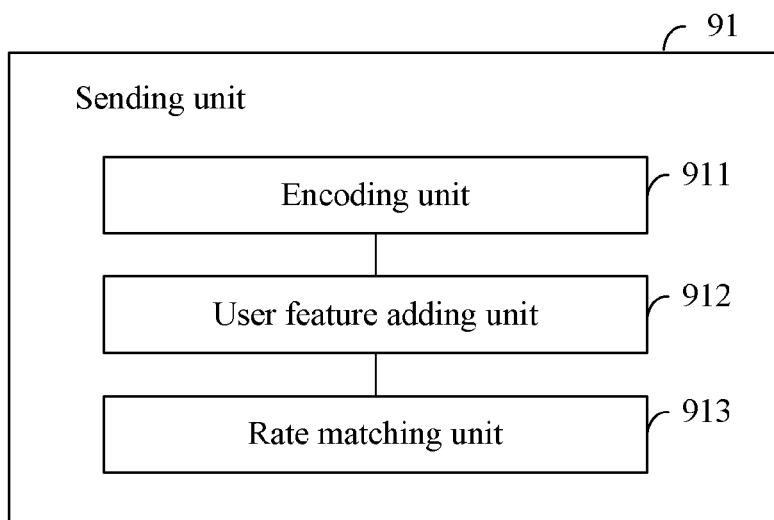 91
Sending unit
Encoding unit
911
User feature adding unit
912
Rate matching unit
913